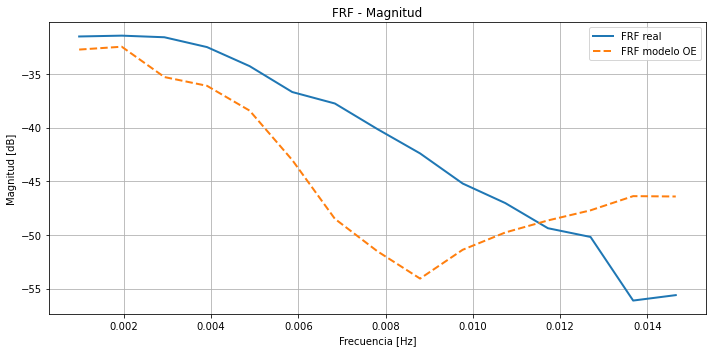 FRF - Magnitud
FRF real
FRF modelo OE
Magnitud [dB]
−35
−40
−45
−50
−55
0.002
0.004
0.006
0.008
0.010
0.012
0.014
Frecuencia [Hz]